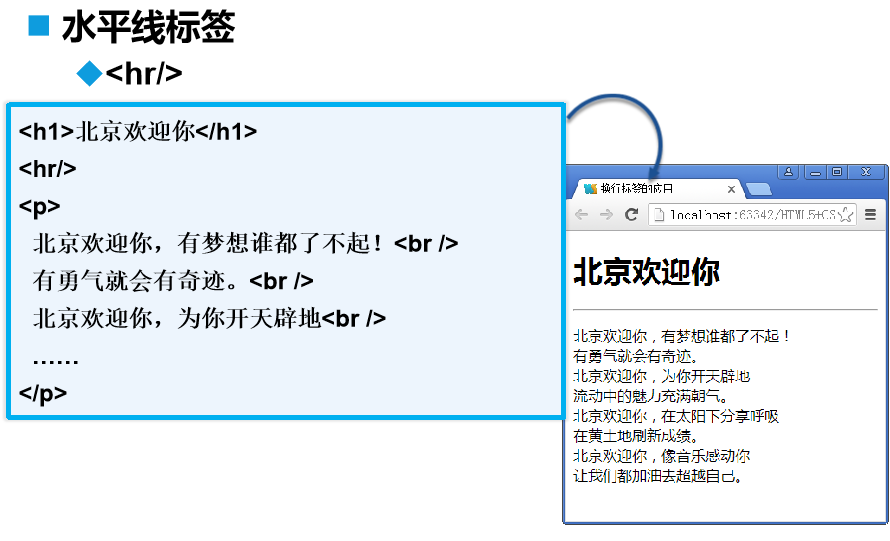 水平线标签
<hr/>
<h1>北京欢迎你</h1>
<hr/>
<p>
北京欢迎你，有梦想谁都了不起！<br />
有勇气就会有奇迹。<br />
北京欢迎你，为你开天辟地<br />
……
</p>
换行标签的应用
localhost:63342/HTML5+CS
北京欢迎你
北京欢迎你，有梦想谁都了不起！
有勇气就会有奇迹。
北京欢迎你，为你开天辟地
流动中的魅力充满朝气。
北京欢迎你，在太阳下分享呼吸
在黄土地刷新成绩。
北京欢迎你，像音乐感动你
让我们都加油去超越自己。